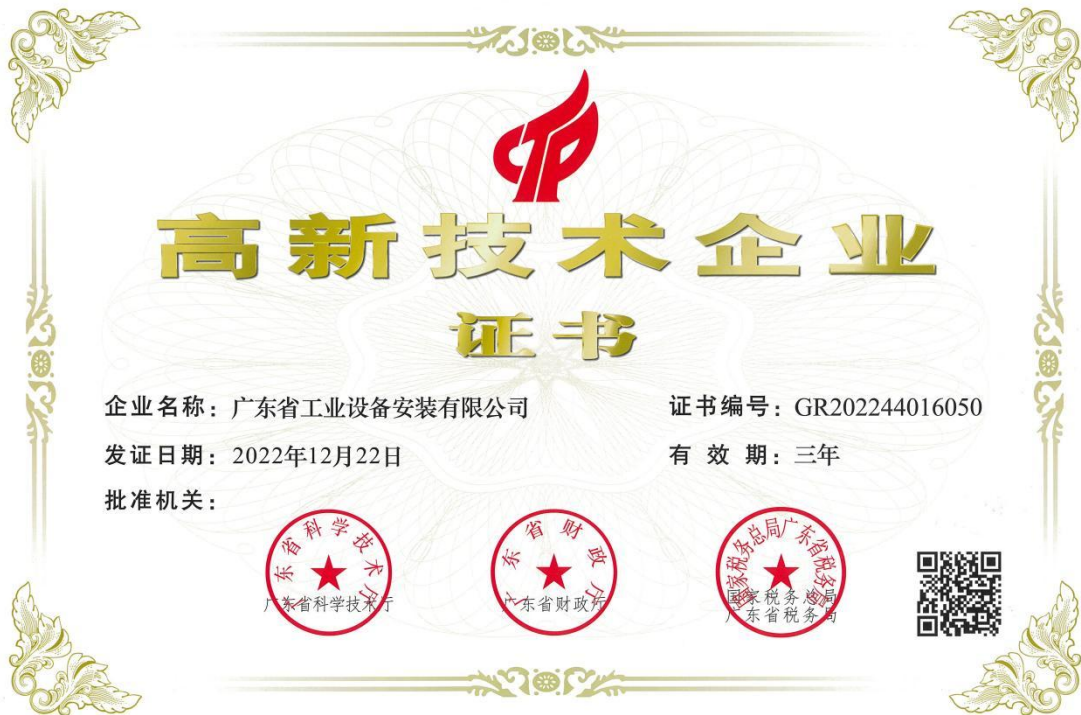 高新技术企业
证书
企业名称：广东省工业设备安装有限公司
证书编号：GR202244016050
发证日期：2022年12月22日
有效期：三年
批准机关：
广东省科学技术厅
广东省科学技术厅
广东省财政厅
广东省财政厅
国家税务总局广东省税务局
国家税务总局
广东省税务局